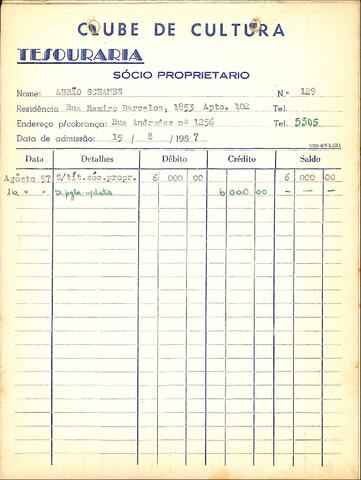 CLUBE DE CULTURA
TESOURARIA
SÓCIO PROPRIETARIO
Nome: ABRÃO SCHAMES N.º 129
Residência Rua Ramiro Barcelos, 1853 Apto. 102 Tel.
Endereço p/cobrança: Rua Andradas nº 1256 Tel. 5505
Data de admissão: 15 / 8 / 1957
Data Detalhes Débito Crédito Saldo
Agôsto 57 S/tít.sóc.propr. 6 000 00 6 000 00
16 " " S. pgto n/data 6 000 00 – – –